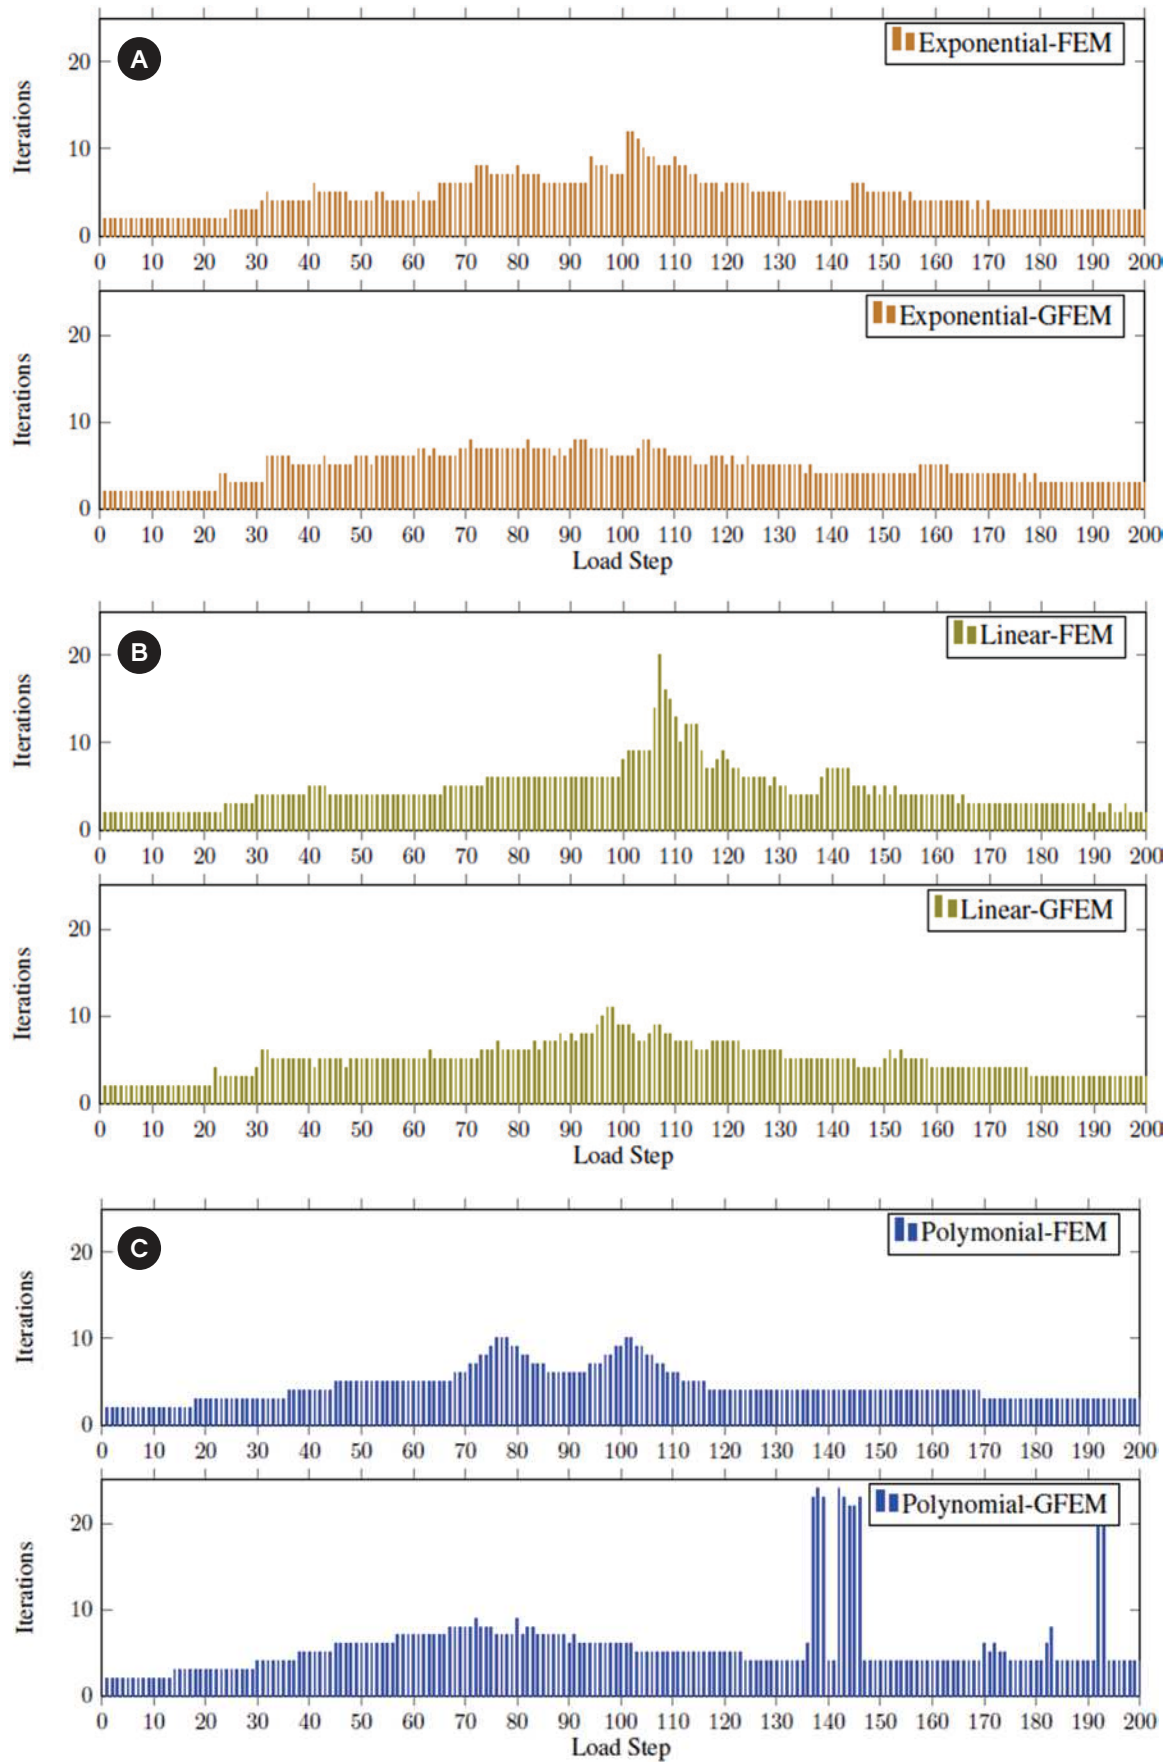 A
Exponential-FEM
Iterations
20
10
0
0 10 20 30 40 50 60 70 80 90 100 110 120 130 140 150 160 170 180 190 200
Exponential-GFEM
Iterations
20
10
0
0 10 20 30 40 50 60 70 80 90 100 110 120 130 140 150 160 170 180 190 200
Load Step
B
Linear-FEM
Iterations
20
10
0
0 10 20 30 40 50 60 70 80 90 100 110 120 130 140 150 160 170 180 190 200
Linear-GFEM
Iterations
20
10
0
0 10 20 30 40 50 60 70 80 90 100 110 120 130 140 150 160 170 180 190 200
Load Step
C
Polymonial-FEM
Iterations
20
10
0
0 10 20 30 40 50 60 70 80 90 100 110 120 130 140 150 160 170 180 190 200
Polynomial-GFEM
Iterations
20
10
0
0 10 20 30 40 50 60 70 80 90 100 110 120 130 140 150 160 170 180 190 200
Load Step